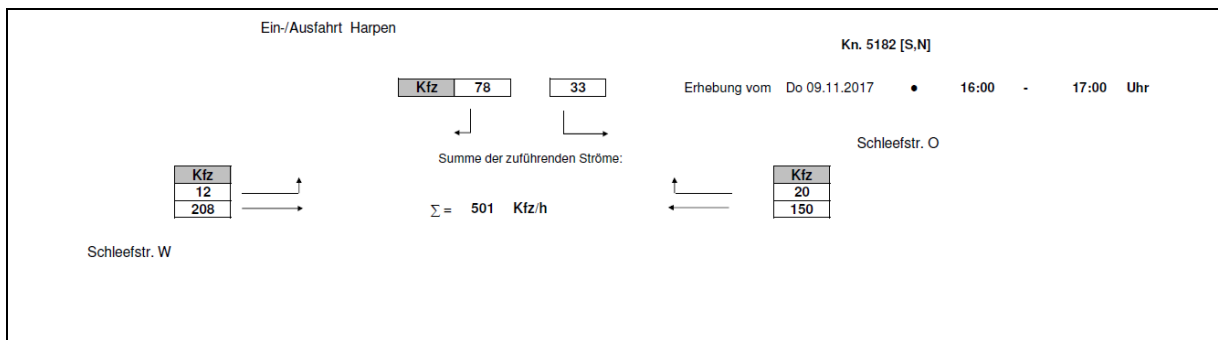 Ein-/Ausfahrt Harpen
Kn. 5182 [S,N]
Kfz 78 33
Erhebung vom Do 09.11.2017 • 16:00 - 17:00 Uhr
Schleefstr. O
Summe der zuführenden Ströme:
Kfz
12
208
Σ = 501 Kfz/h
Kfz
20
150
Schleefstr. W